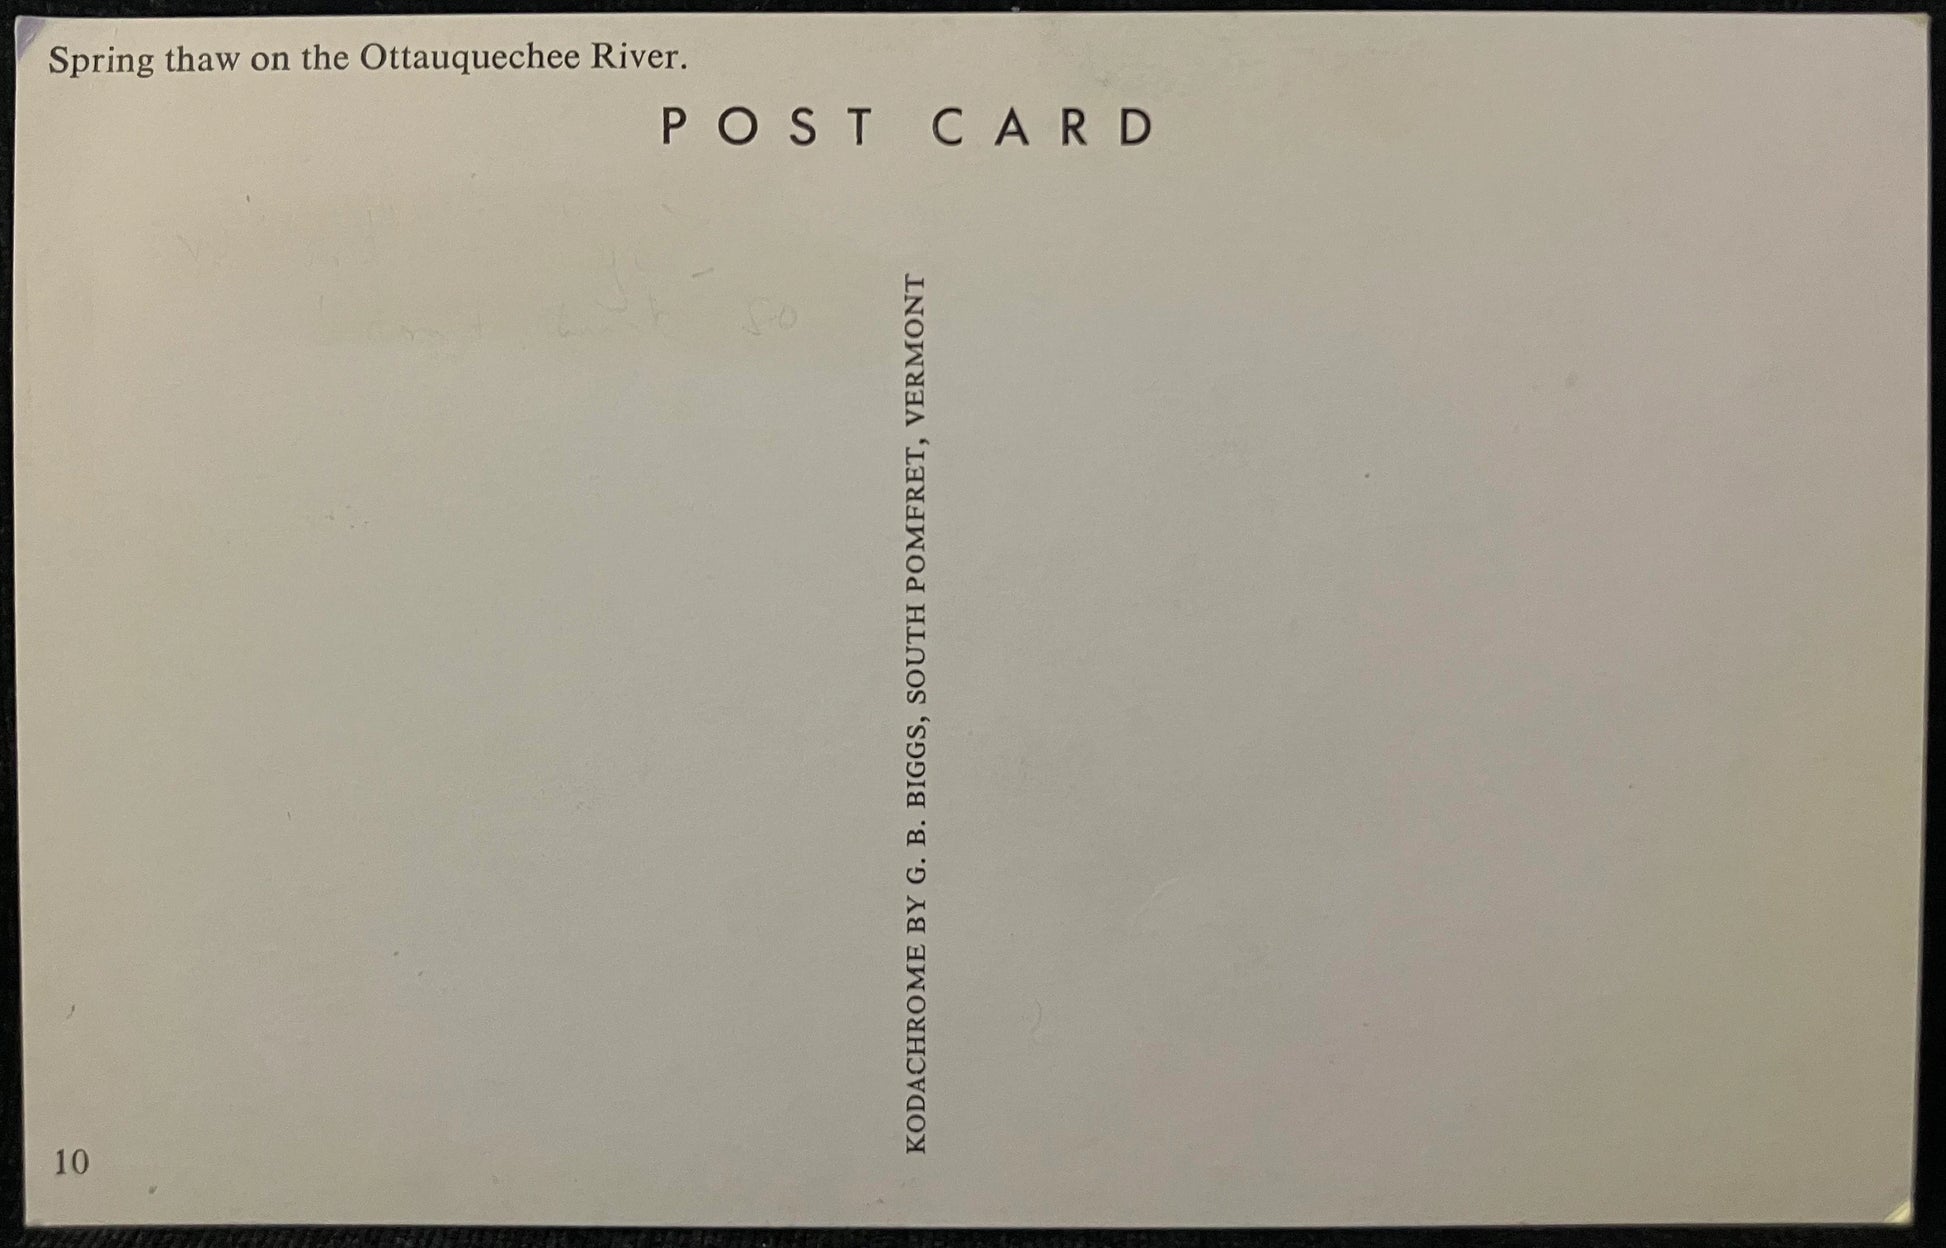 Spring thaw on the Ottauquechee River.
POST CARD
KODACHROME BY G. B. BIGGS, SOUTH POMFRET, VERMONT
10